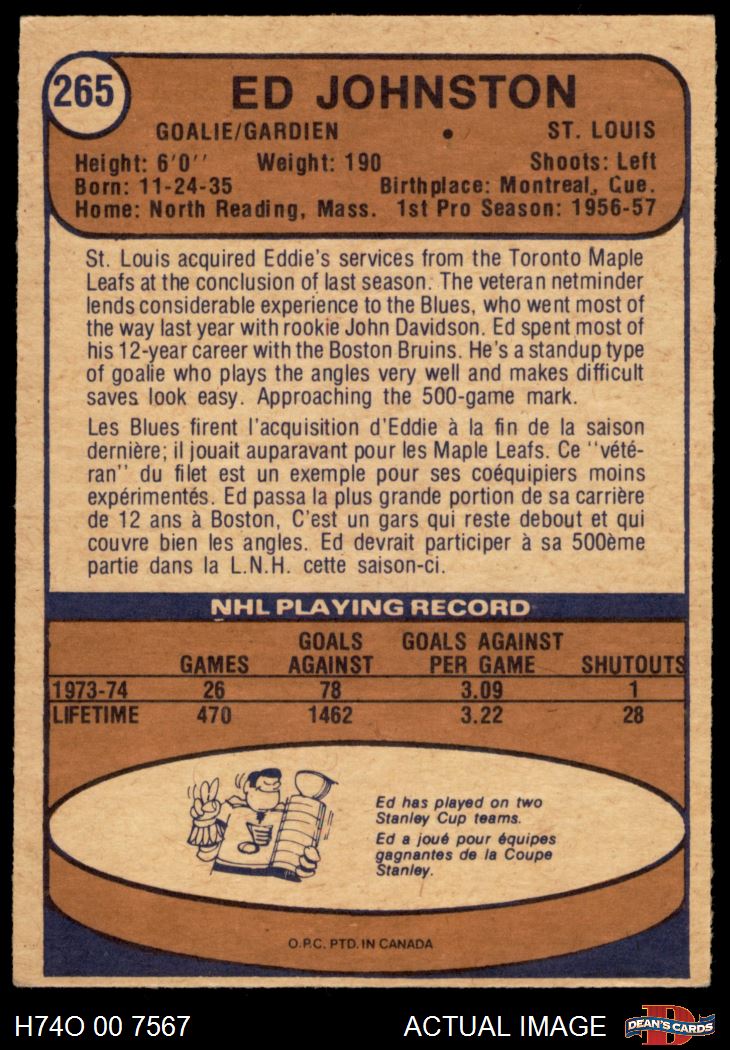 265
ED JOHNSTON
GOALIE/GARDIEN • ST. LOUIS
Height: 6'0'' Weight: 190 Shoots: Left
Born: 11-24-35 Birthplace: Montreal, Cue.
Home: North Reading, Mass. 1st Pro Season: 1956-57
St. Louis acquired Eddie's services from the Toronto Maple
Leafs at the conclusion of last season. The veteran netminder
lends considerable experience to the Blues, who went most of
the way last year with rookie John Davidson. Ed spent most of
his 12-year career with the Boston Bruins. He's a standup type
of goalie who plays the angles very well and makes difficult
saves look easy. Approaching the 500-game mark.
Les Blues firent l'acquisition d'Eddie à la fin de la saison
dernière; il jouait auparavant pour les Maple Leafs. Ce ''vété-
ran'' du filet est un exemple pour ses coéquipiers moins
expérimentés. Ed passa la plus grande portion de sa carrière
de 12 ans à Boston, C'est un gars qui reste debout et qui
couvre bien les angles. Ed devrait participer à sa 500ème
partie dans la L.N.H. cette saison-ci.
NHL PLAYING RECORD
GAMES GOALS AGAINST GOALS AGAINST PER GAME SHUTOUTS
1973-74 26 78 3.09 1
LIFETIME 470 1462 3.22 28
Ed has played on two
Stanley Cup teams.
Ed a joué pour équipes
gagnantes de la Coupe
Stanley.
O.P.C. PTD. IN CANADA
H74O 00 7567 ACTUAL IMAGE
D
DEAN'S CARDS